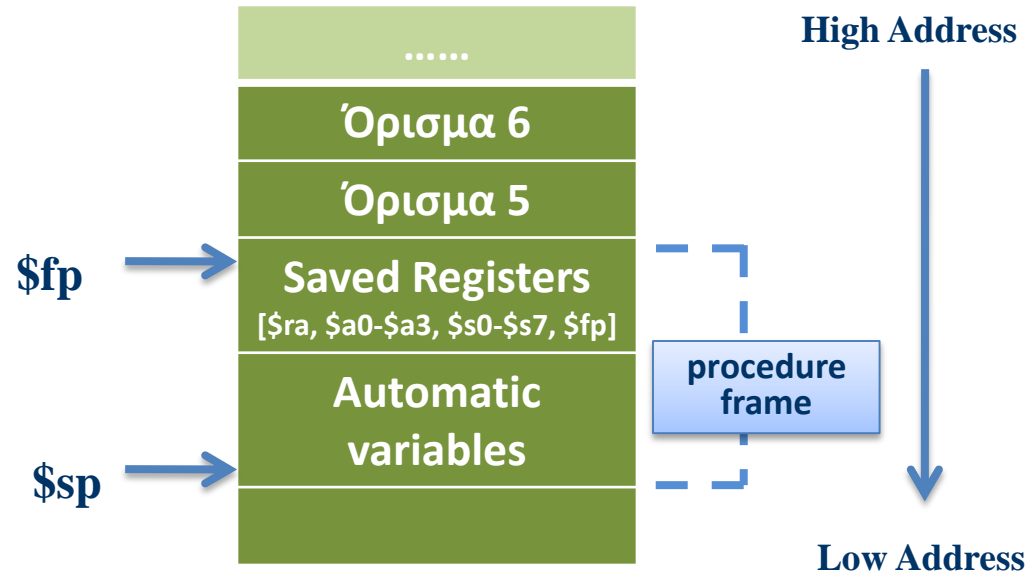 High Address
......
Όρισμα 6
Όρισμα 5
$fp
Saved Registers
[$ra, $a0-$a3, $s0-$s7, $fp]
procedure
frame
Automatic
variables
$sp
Low Address